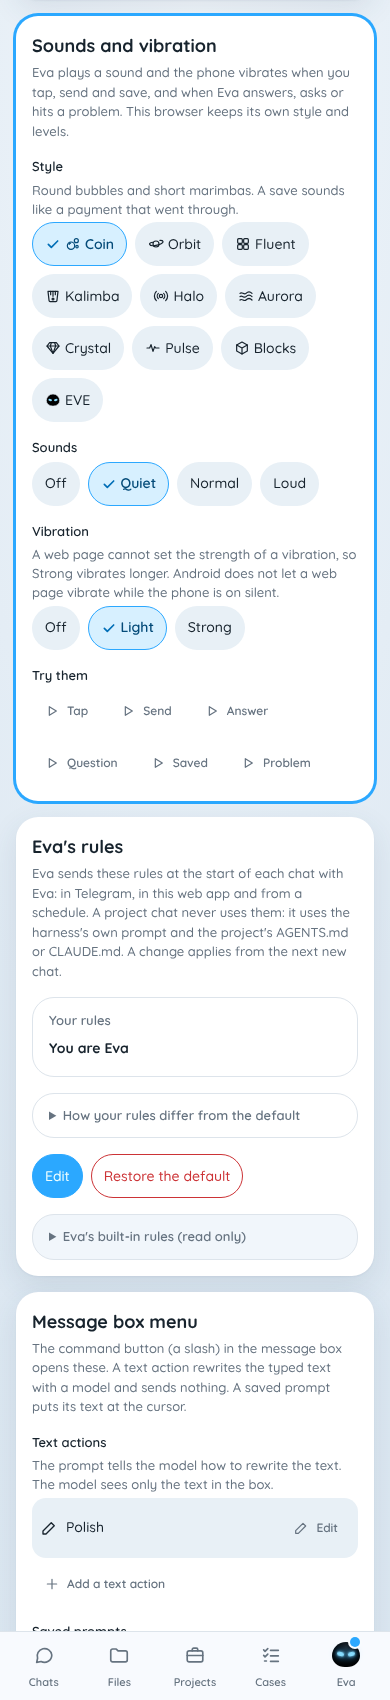 Sounds and vibration
Eva plays a sound and the phone vibrates when you
tap, send and save, and when Eva answers, asks or
hits a problem. This browser keeps its own style and
levels.
Style
Round bubbles and short marimbas. A save sounds
like a payment that went through.
Coin Orbit Fluent
Kalimba Halo Aurora
Crystal Pulse Blocks
EVE
Sounds
Off Quiet Normal Loud
Vibration
A web page cannot set the strength of a vibration, so
Strong vibrates longer. Android does not let a web
page vibrate while the phone is on silent.
Off Light Strong
Try them
Tap Send Answer
Question Saved Problem
Eva's rules
Eva sends these rules at the start of each chat with
Eva: in Telegram, in this web app and from a
schedule. A project chat never uses them: it uses the
harness's own prompt and the project's AGENTS.md
or CLAUDE.md. A change applies from the next new
chat.
Your rules
You are Eva
How your rules differ from the default
Edit Restore the default
Eva's built-in rules (read only)
Message box menu
The command button (a slash) in the message box
opens these. A text action rewrites the typed text
with a model and sends nothing. A saved prompt
puts its text at the cursor.
Text actions
The prompt tells the model how to rewrite the text.
The model sees only the text in the box.
Polish Edit
Add a text action
Saved prompts
Chats Files Projects Cases Eva